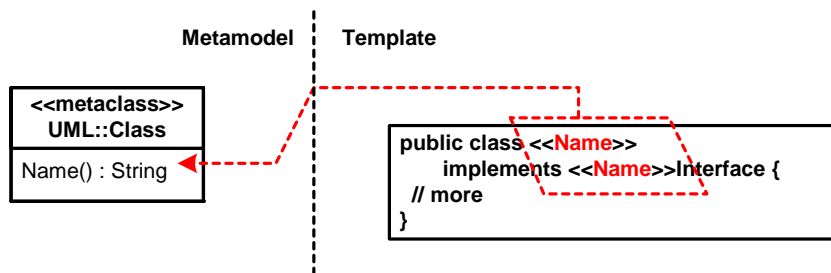 Metamodel
Template
<<metaclass>>
UML::Class
Name() : String
public class <<Name>>
implements <<Name>>Interface {
// more
}